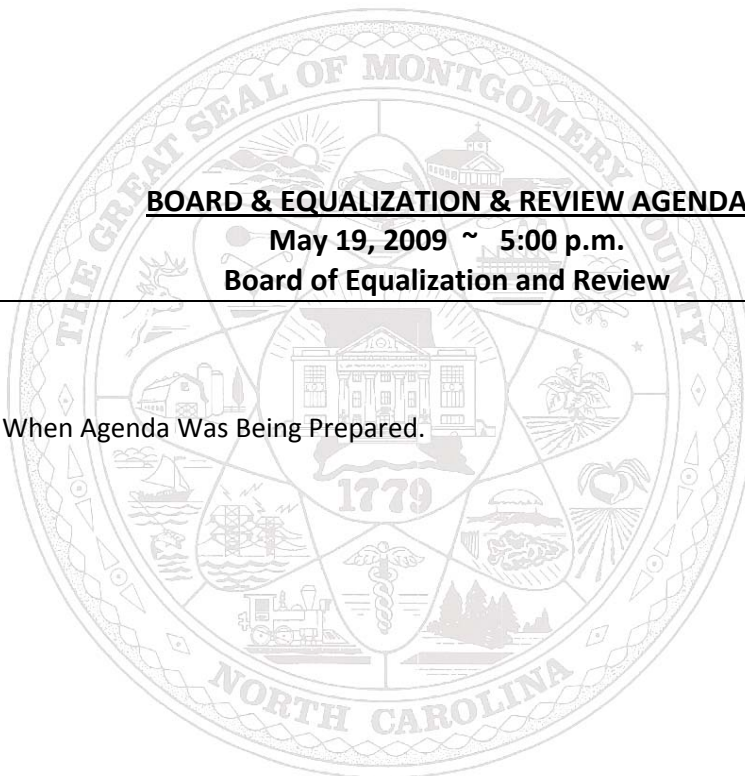 THE GREAT SEAL OF MONTGOMERY COUNTY
BOARD & EQUALIZATION & REVIEW AGENDA
May 19, 2009 ~ 5:00 p.m.
Board of Equalization and Review
When Agenda Was Being Prepared.
1779
NORTH CAROLINA